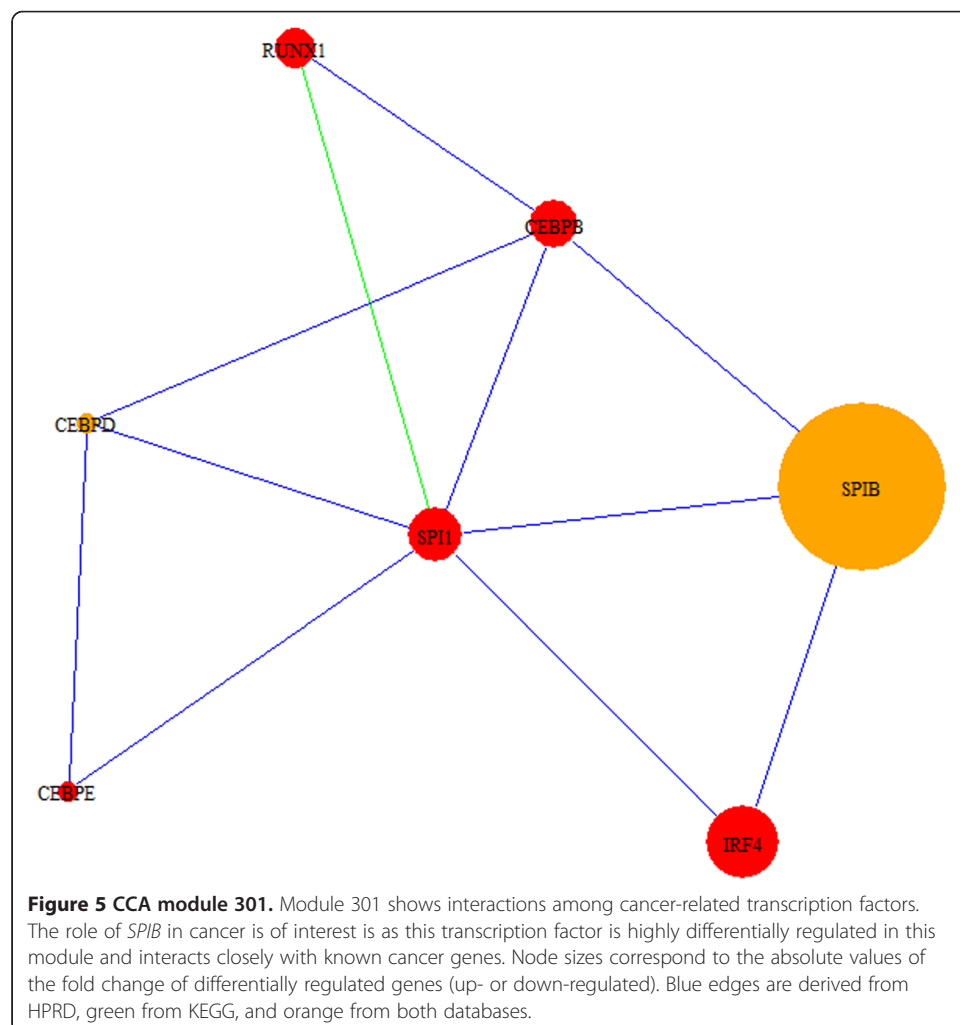 RUNX1
CEBPB
CEBPD
SPIB
SPI1
CEBPE
IRF4
Figure 5 CCA module 301. Module 301 shows interactions among cancer-related transcription factors.
The role of SPIB in cancer is of interest is as this transcription factor is highly differentially regulated in this
module and interacts closely with known cancer genes. Node sizes correspond to the absolute values of
the fold change of differentially regulated genes (up- or down-regulated). Blue edges are derived from
HPRD, green from KEGG, and orange from both databases.